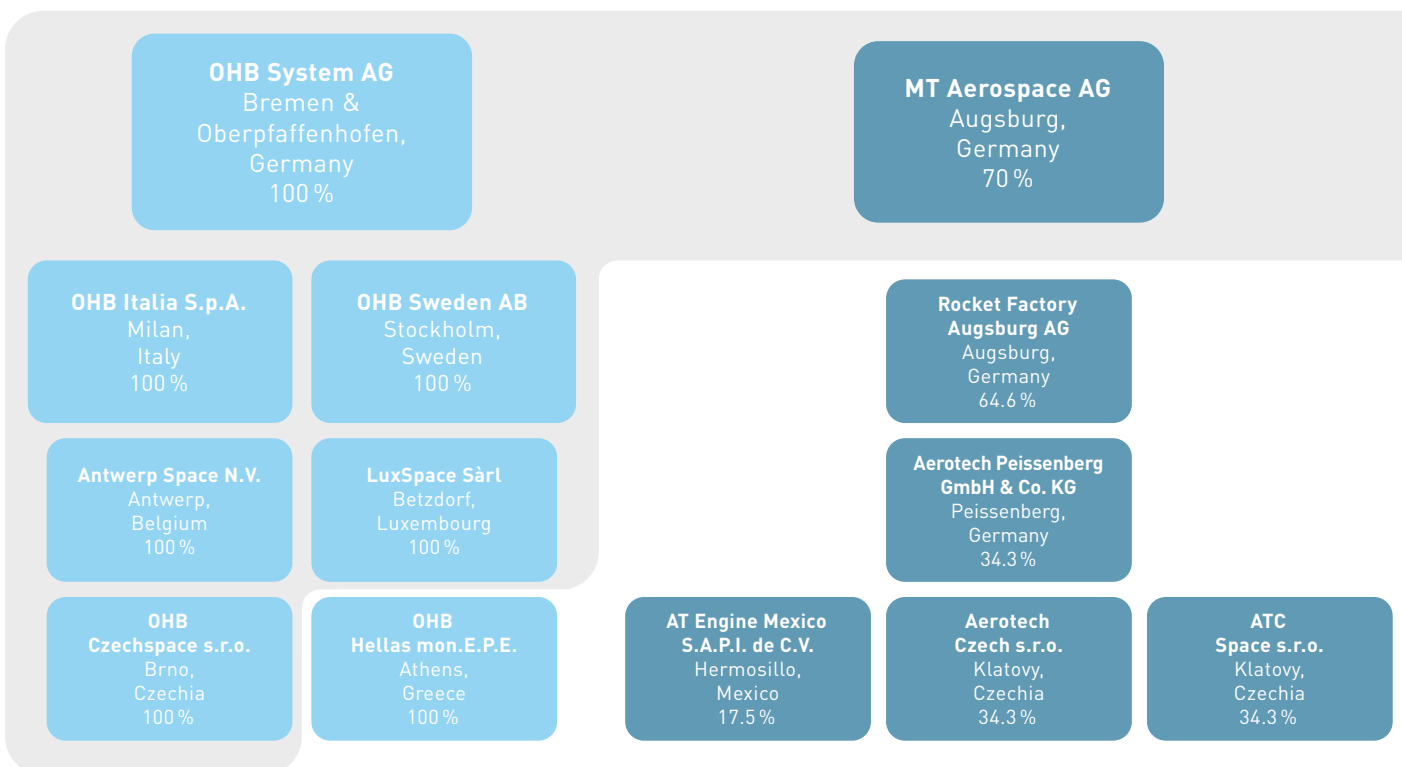 OHB System AG
Bremen &
Oberpfaffenhofen,
Germany
100 %
MT Aerospace AG
Augsburg,
Germany
70 %
OHB Italia S.p.A.
Milan,
Italy
100 %
OHB Sweden AB
Stockholm,
Sweden
100 %
Rocket Factory
Augsburg AG
Augsburg,
Germany
64.6 %
Antwerp Space N.V.
Antwerp,
Belgium
100 %
LuxSpace Sàrl
Betzdorf,
Luxembourg
100 %
Aerotech Peissenberg
GmbH & Co. KG
Peissenberg,
Germany
34.3 %
OHB
Czechspace s.r.o.
Brno,
Czechia
100 %
OHB
Hellas mon.E.P.E.
Athens,
Greece
100 %
AT Engine Mexico
S.A.P.I. de C.V.
Hermosillo,
Mexico
17.5 %
Aerotech
Czech s.r.o.
Klatovy,
Czechia
34.3 %
ATC
Space s.r.o.
Klatovy,
Czechia
34.3 %